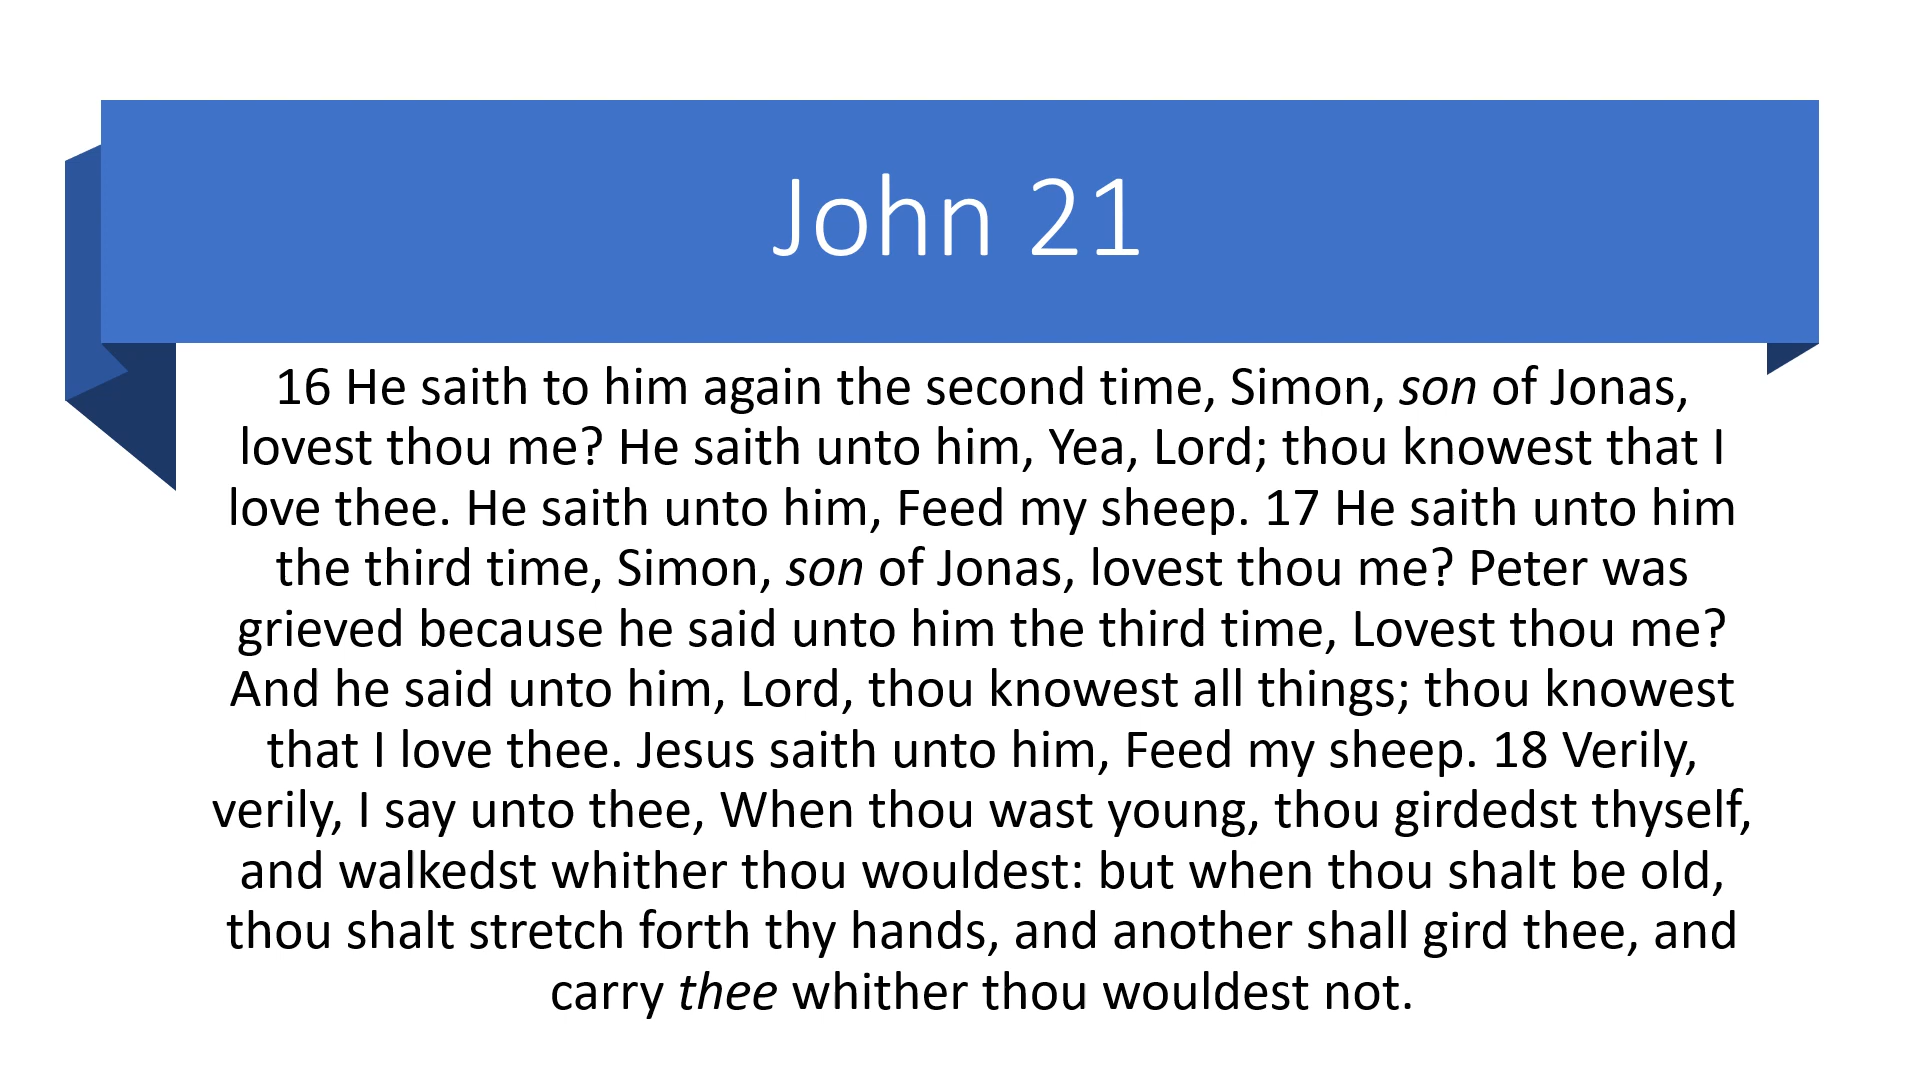 John 21
16 He saith to him again the second time, Simon, son of Jonas,
lovest thou me? He saith unto him, Yea, Lord; thou knowest that I
love thee. He saith unto him, Feed my sheep. 17 He saith unto him
the third time, Simon, son of Jonas, lovest thou me? Peter was
grieved because he said unto him the third time, Lovest thou me?
And he said unto him, Lord, thou knowest all things; thou knowest
that I love thee. Jesus saith unto him, Feed my sheep. 18 Verily,
verily, I say unto thee, When thou wast young, thou girdedst thyself,
and walkedst whither thou wouldest: but when thou shalt be old,
thou shalt stretch forth thy hands, and another shall gird thee, and
carry thee whither thou wouldest not.